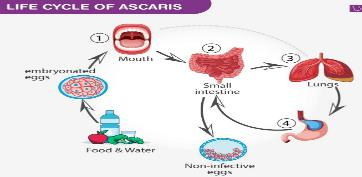 LIFE CYCLE OF ASCARIS
1
Mouth
2
Small
intestine
3
Lungs
4
Non-infective
eggs
Food & Water
embryonated
eggs